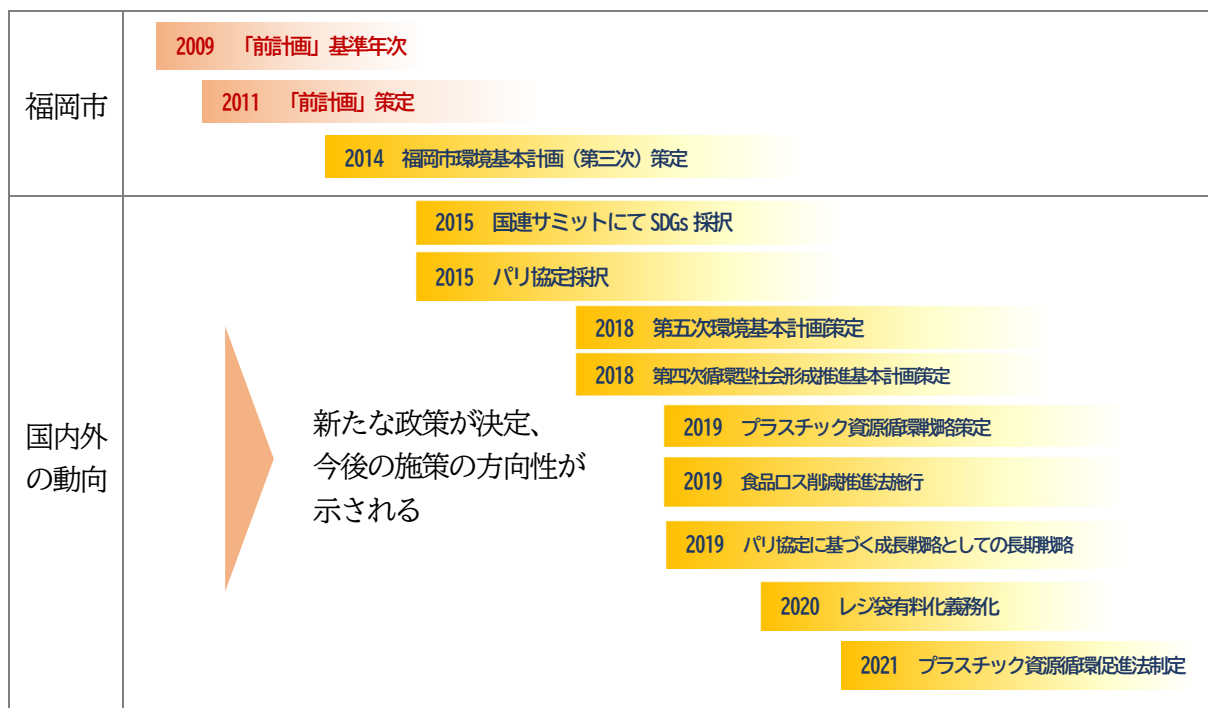 福岡市
2009 「前計画」基準年次
2011 「前計画」策定
2014 福岡市環境基本計画（第三次）策定
国内外
の動向
新たな政策が決定、
今後の施策の方向性が
示される
2015 国連サミットにて SDGs 採択
2015 パリ協定採択
2018 第五次環境基本計画策定
2018 第四次循環型社会形成推進基本計画策定
2019 プラスチック資源循環戦略策定
2019 食品ロス削減推進法施行
2019 パリ協定に基づく成長戦略としての長期戦略
2020 レジ袋有料化義務化
2021 プラスチック資源循環促進法制定